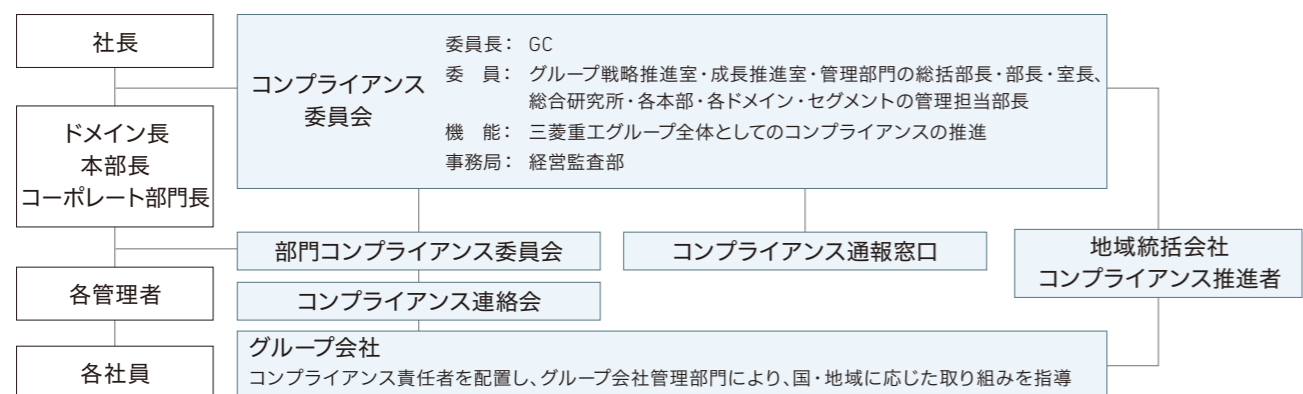 社長
ドメイン長
本部長
コーポレート部門長
各管理者
各社員
コンプライアンス
委員会
委員長： GC
委　員： グループ戦略推進室・成長推進室・管理部門の総括部長・部長・室長、
総合研究所・各本部・各ドメイン・セグメントの管理担当部長
機　能： 三菱重工グループ全体としてのコンプライアンスの推進
事務局： 経営監査部
部門コンプライアンス委員会
コンプライアンス通報窓口
地域統括会社
コンプライアンス推進者
コンプライアンス連絡会
グループ会社
コンプライアンス責任者を配置し、グループ会社管理部門により、国・地域に応じた取り組みを指導